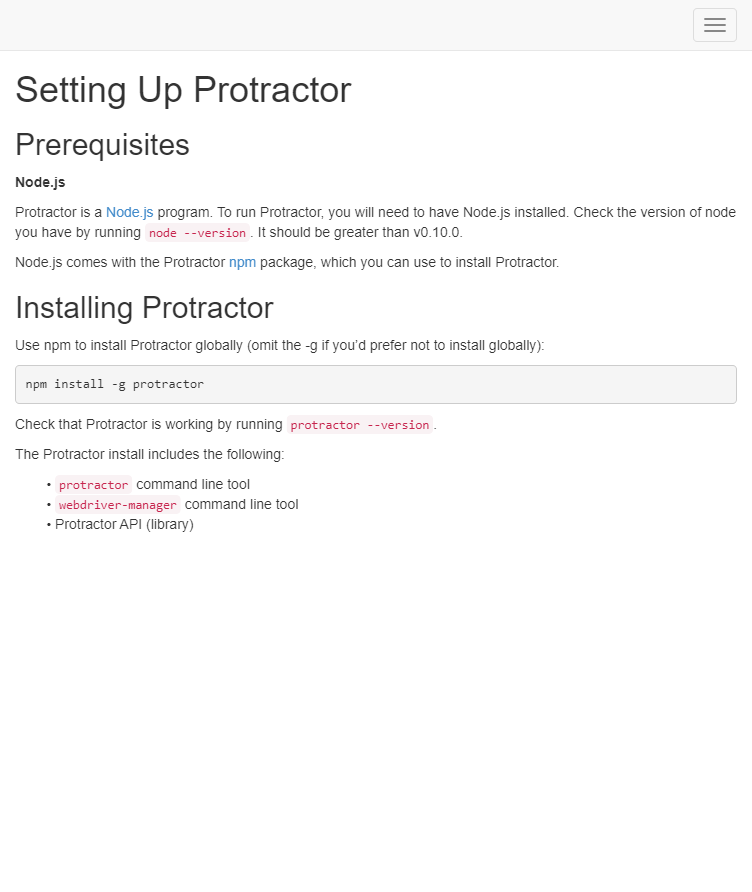 Setting Up Protractor
Prerequisites
Node.js
Protractor is a Node.js program. To run Protractor, you will need to have Node.js installed. Check the version of node
you have by running node --version. It should be greater than v0.10.0.
Node.js comes with the Protractor npm package, which you can use to install Protractor.
Installing Protractor
Use npm to install Protractor globally (omit the -g if you’d prefer not to install globally):
npm install -g protractor
Check that Protractor is working by running protractor --version.
The Protractor install includes the following:
• protractor command line tool
• webdriver-manager command line tool
• Protractor API (library)